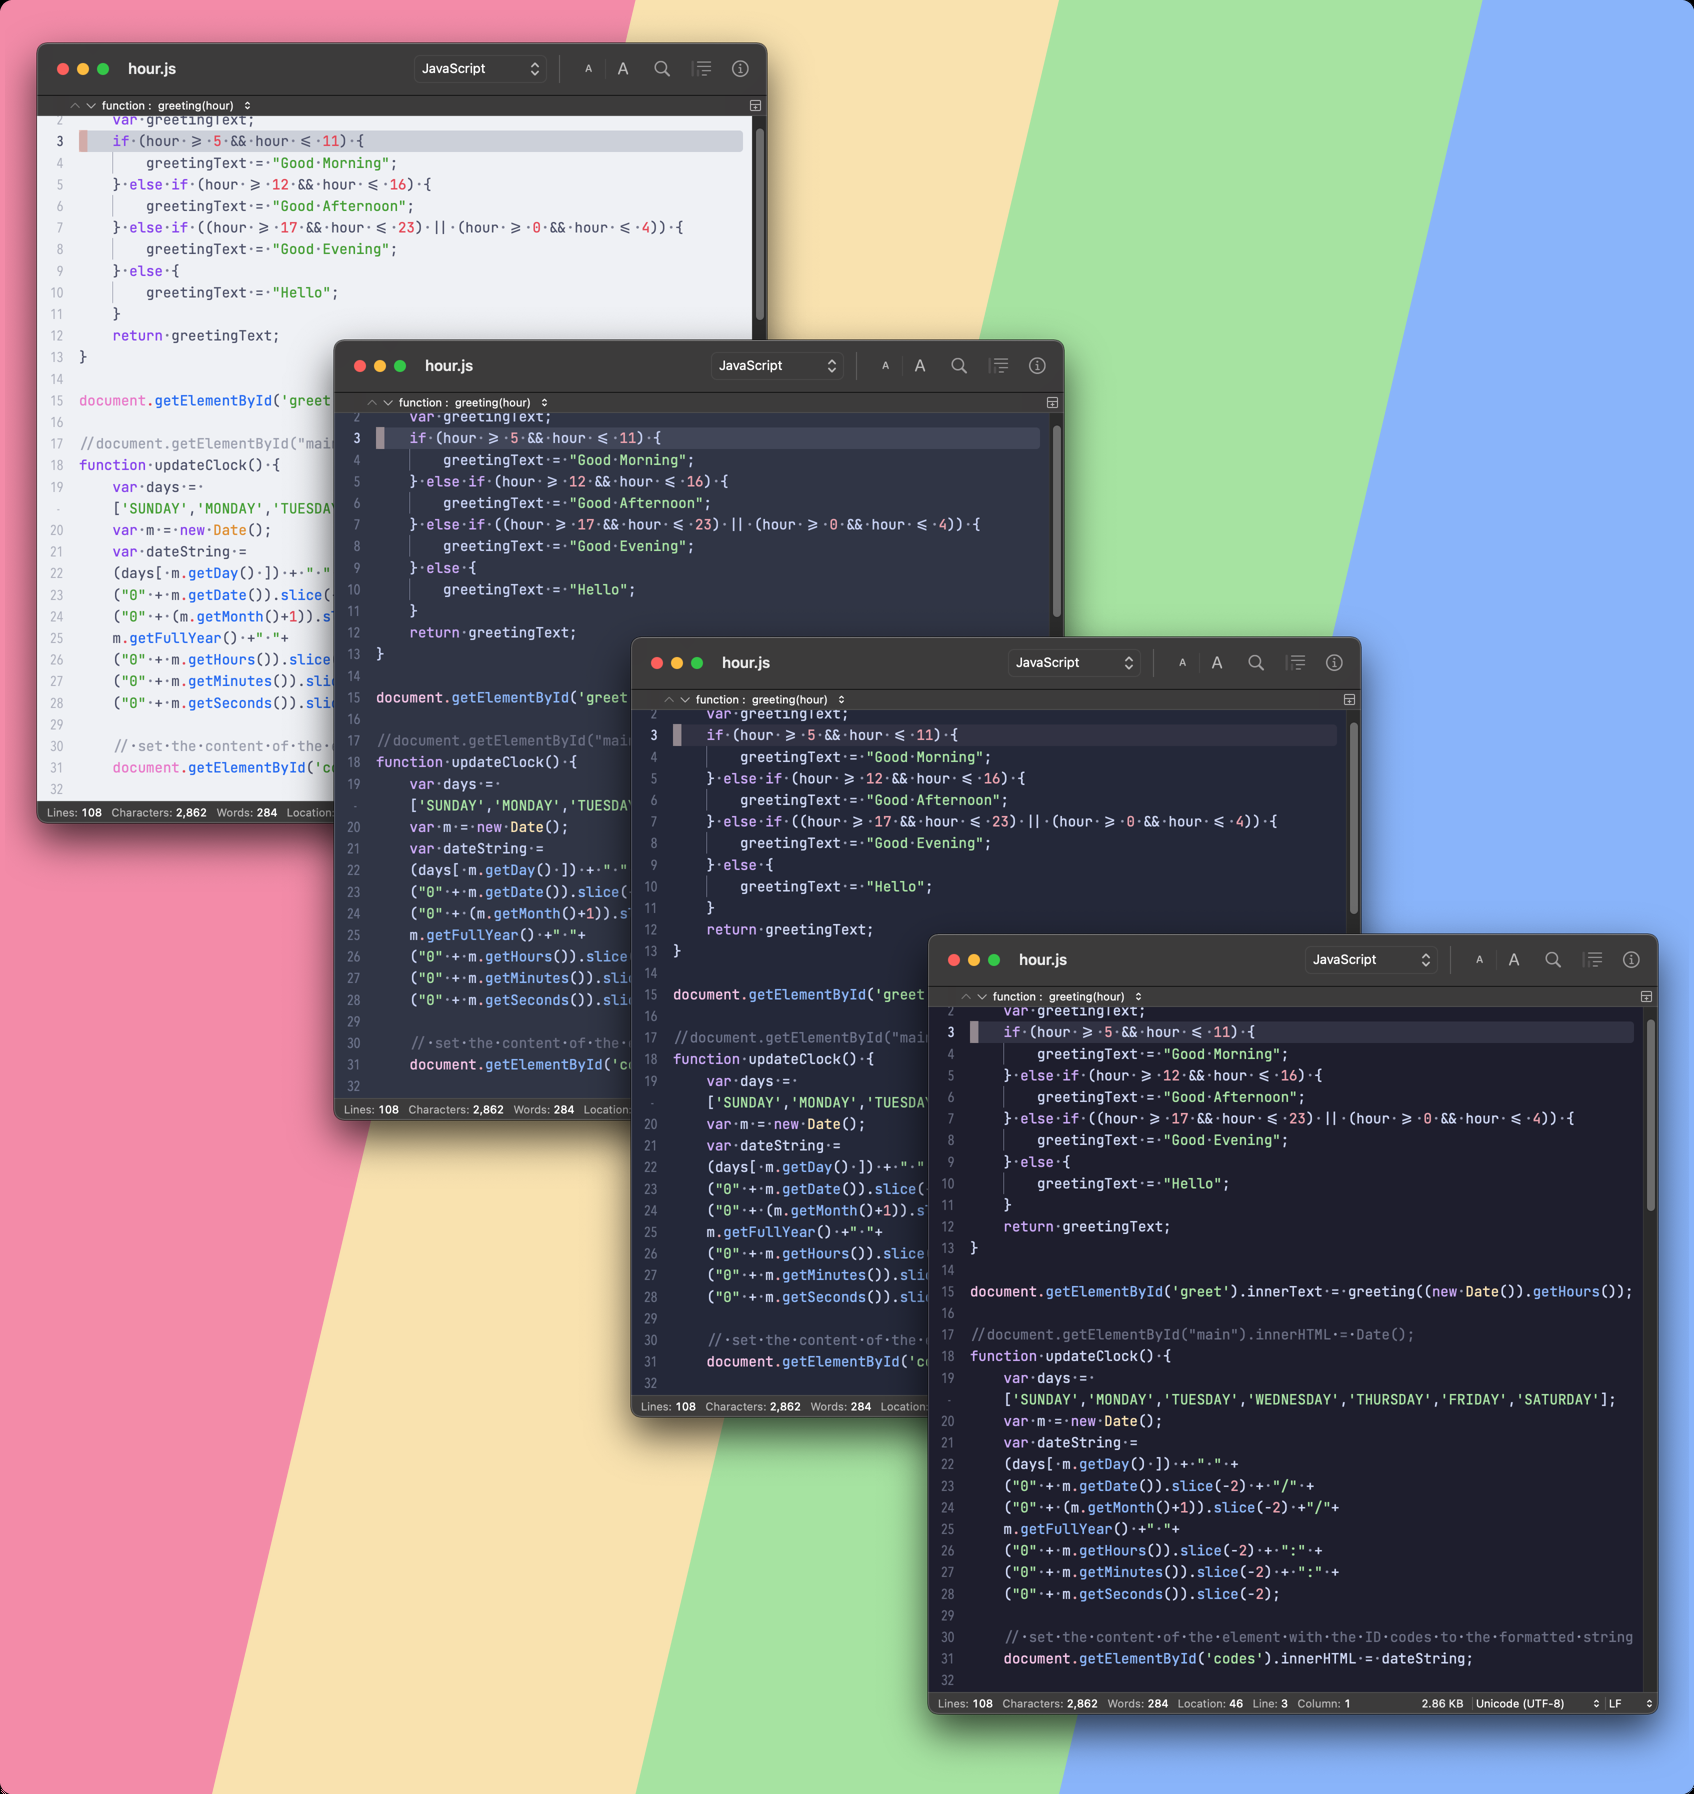 hour.js JavaScript A A
function : greeting(hour)
2 var·greetingText;
3 if·(hour·⩾·5·&&·hour·⩽·11)·{
4 greetingText·=·"Good·Morning";
5 }·else·if·(hour·⩾·12·&&·hour·⩽·16)·{
6 greetingText·=·"Good·Afternoon";
7 }·else·if·((hour·⩾·17·&&·hour·⩽·23)·||·(hour·⩾·0·&&·hour·⩽·4))·{
8 greetingText·=·"Good·Evening";
9 }·else·{
10 greetingText·=·"Hello";
11 }
12 return·greetingText;
13 }
14
15 document.getElementById('greet
16
17 //document.getElementById("main
18 function·updateClock()·{
19 var·days·=·
- ['SUNDAY','MONDAY','TUESDAY
20 var·m·=·new·Date();
21 var·dateString·=
22 (days[·m.getDay()·])·+·"·"
23 ("0"·+·m.getDate()).slice(
24 ("0"·+·(m.getMonth()+1)).sl
25 m.getFullYear()·+"·"+
26 ("0"·+·m.getHours()).slice
27 ("0"·+·m.getMinutes()).slic
28 ("0"·+·m.getSeconds()).slic
29
30 //·set·the·content·of·the·
31 document.getElementById('co
32
Lines: 108 Characters: 2,862 Words: 284 Location:
hour.js JavaScript A A
function : greeting(hour)
2 var·greetingText;
3 if·(hour·⩾·5·&&·hour·⩽·11)·{
4 greetingText·=·"Good·Morning";
5 }·else·if·(hour·⩾·12·&&·hour·⩽·16)·{
6 greetingText·=·"Good·Afternoon";
7 }·else·if·((hour·⩾·17·&&·hour·⩽·23)·||·(hour·⩾·0·&&·hour·⩽·4))·{
8 greetingText·=·"Good·Evening";
9 }·else·{
10 greetingText·=·"Hello";
11 }
12 return·greetingText;
13 }
14
15 document.getElementById('greet
16
17 //document.getElementById("main
18 function·updateClock()·{
19 var·days·=·
- ['SUNDAY','MONDAY','TUESDAY
20 var·m·=·new·Date();
21 var·dateString·=
22 (days[·m.getDay()·])·+·"·"
23 ("0"·+·m.getDate()).slice(
24 ("0"·+·(m.getMonth()+1)).s
25 m.getFullYear()·+"·"+
26 ("0"·+·m.getHours()).slice
27 ("0"·+·m.getMinutes()).slic
28 ("0"·+·m.getSeconds()).slic
29
30 //·set·the·content·of·the·
31 document.getElementById('co
32
Lines: 108 Characters: 2,862 Words: 284 Location:
hour.js JavaScript A A
function : greeting(hour)
2 var·greetingText;
3 if·(hour·⩾·5·&&·hour·⩽·11)·{
4 greetingText·=·"Good·Morning";
5 }·else·if·(hour·⩾·12·&&·hour·⩽·16)·{
6 greetingText·=·"Good·Afternoon";
7 }·else·if·((hour·⩾·17·&&·hour·⩽·23)·||·(hour·⩾·0·&&·hour·⩽·4))·{
8 greetingText·=·"Good·Evening";
9 }·else·{
10 greetingText·=·"Hello";
11 }
12 return·greetingText;
13 }
14
15 document.getElementById('greet
16
17 //document.getElementById("main
18 function·updateClock()·{
19 var·days·=·
- ['SUNDAY','MONDAY','TUESDAY
20 var·m·=·new·Date();
21 var·dateString·=
22 (days[·m.getDay()·])·+·"·"
23 ("0"·+·m.getDate()).slice(
24 ("0"·+·(m.getMonth()+1)).sl
25 m.getFullYear()·+"·"+
26 ("0"·+·m.getHours()).slice
27 ("0"·+·m.getMinutes()).slic
28 ("0"·+·m.getSeconds()).slic
29
30 //·set·the·content·of·the·
31 document.getElementById('co
32
Lines: 108 Characters: 2,862 Words: 284 Location:
hour.js JavaScript A A
function : greeting(hour)
2 var·greetingText;
3 if·(hour·⩾·5·&&·hour·⩽·11)·{
4 greetingText·=·"Good·Morning";
5 }·else·if·(hour·⩾·12·&&·hour·⩽·16)·{
6 greetingText·=·"Good·Afternoon";
7 }·else·if·((hour·⩾·17·&&·hour·⩽·23)·||·(hour·⩾·0·&&·hour·⩽·4))·{
8 greetingText·=·"Good·Evening";
9 }·else·{
10 greetingText·=·"Hello";
11 }
12 return·greetingText;
13 }
14
15 document.getElementById('greet').innerText·=·greeting((new·Date()).getHours());
16
17 //document.getElementById("main").innerHTML·=·Date();
18 function·updateClock()·{
19 var·days·=·
- ['SUNDAY','MONDAY','TUESDAY','WEDNESDAY','THURSDAY','FRIDAY','SATURDAY'];
20 var·m·=·new·Date();
21 var·dateString·=
22 (days[·m.getDay()·])·+·"·"·+
23 ("0"·+·m.getDate()).slice(-2)·+·"/"·+
24 ("0"·+·(m.getMonth()+1)).slice(-2)·+"/"+
25 m.getFullYear()·+"·"+
26 ("0"·+·m.getHours()).slice(-2)·+·":"·+
27 ("0"·+·m.getMinutes()).slice(-2)·+·":"·+
28 ("0"·+·m.getSeconds()).slice(-2);
29
30 //·set·the·content·of·the·element·with·the·ID·codes·to·the·formatted·string
31 document.getElementById('codes').innerHTML·=·dateString;
32
Lines: 108 Characters: 2,862 Words: 284 Location: 46 Line: 3 Column: 1 2.86 KB Unicode (UTF-8) LF